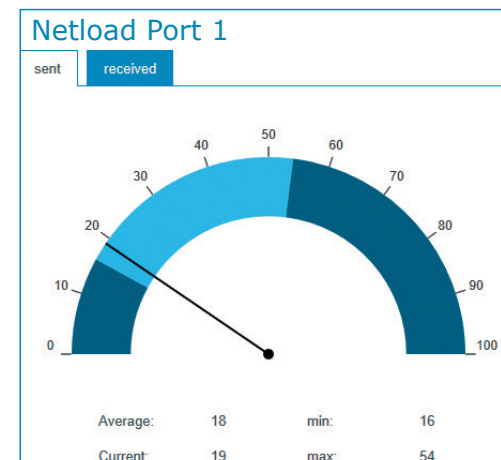 Netload Port 1
sent received
50
40 60
30 70
20 80
10 90
0 100
Average: 18 min: 16
Current: 19 max: 54